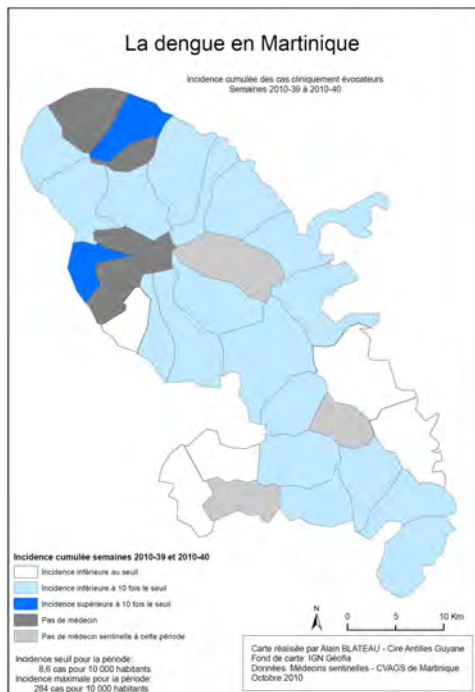 La dengue en Martinique
Incidence cumulée des cas cliniquement évocateurs
Semaines 2010-39 à 2010-40
Incidence cumulée semaines 2010-39 et 2010-40
Incidence inférieure au seuil
Incidence inférieure à 10 fois le seuil
Incidence supérieure à 10 fois le seuil
Pas de médecin
Pas de médecin sentinelle à cette période
Incidence seuil pour la période:
8,6 cas pour 10 000 habitants
Incidence maximale pour la période:
284 cas pour 10 000 habitants
N
0 5 10 Km
Carte réalisée par Alain BLATEAU - Cire Antilles Guyane
Fond de carte: IGN Géofla
Données: Médecins sentinelles - CVAGS de Martinique
Octobre 2010